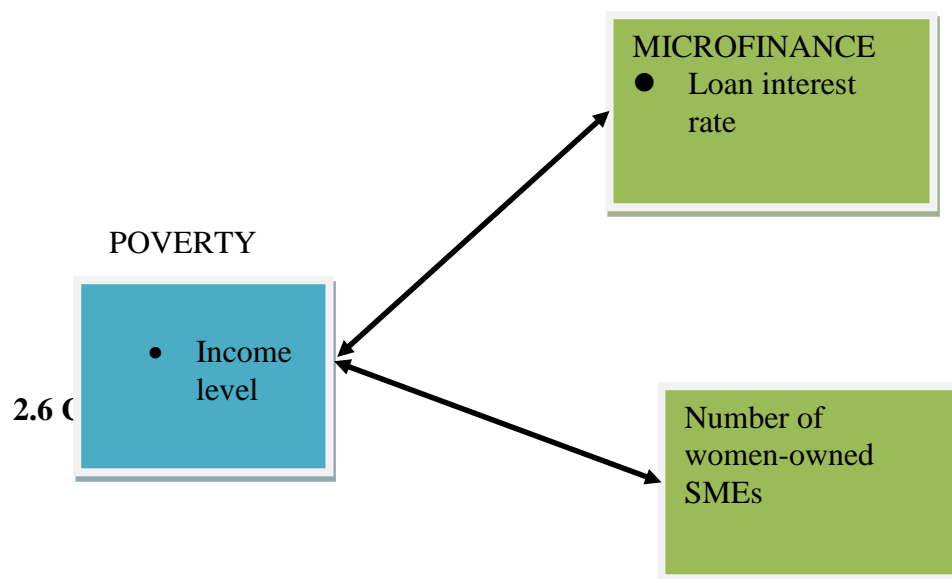 MICROFINANCE
● Loan interest
rate
POVERTY
• Income
level
2.6
Number of
women-owned
SMEs